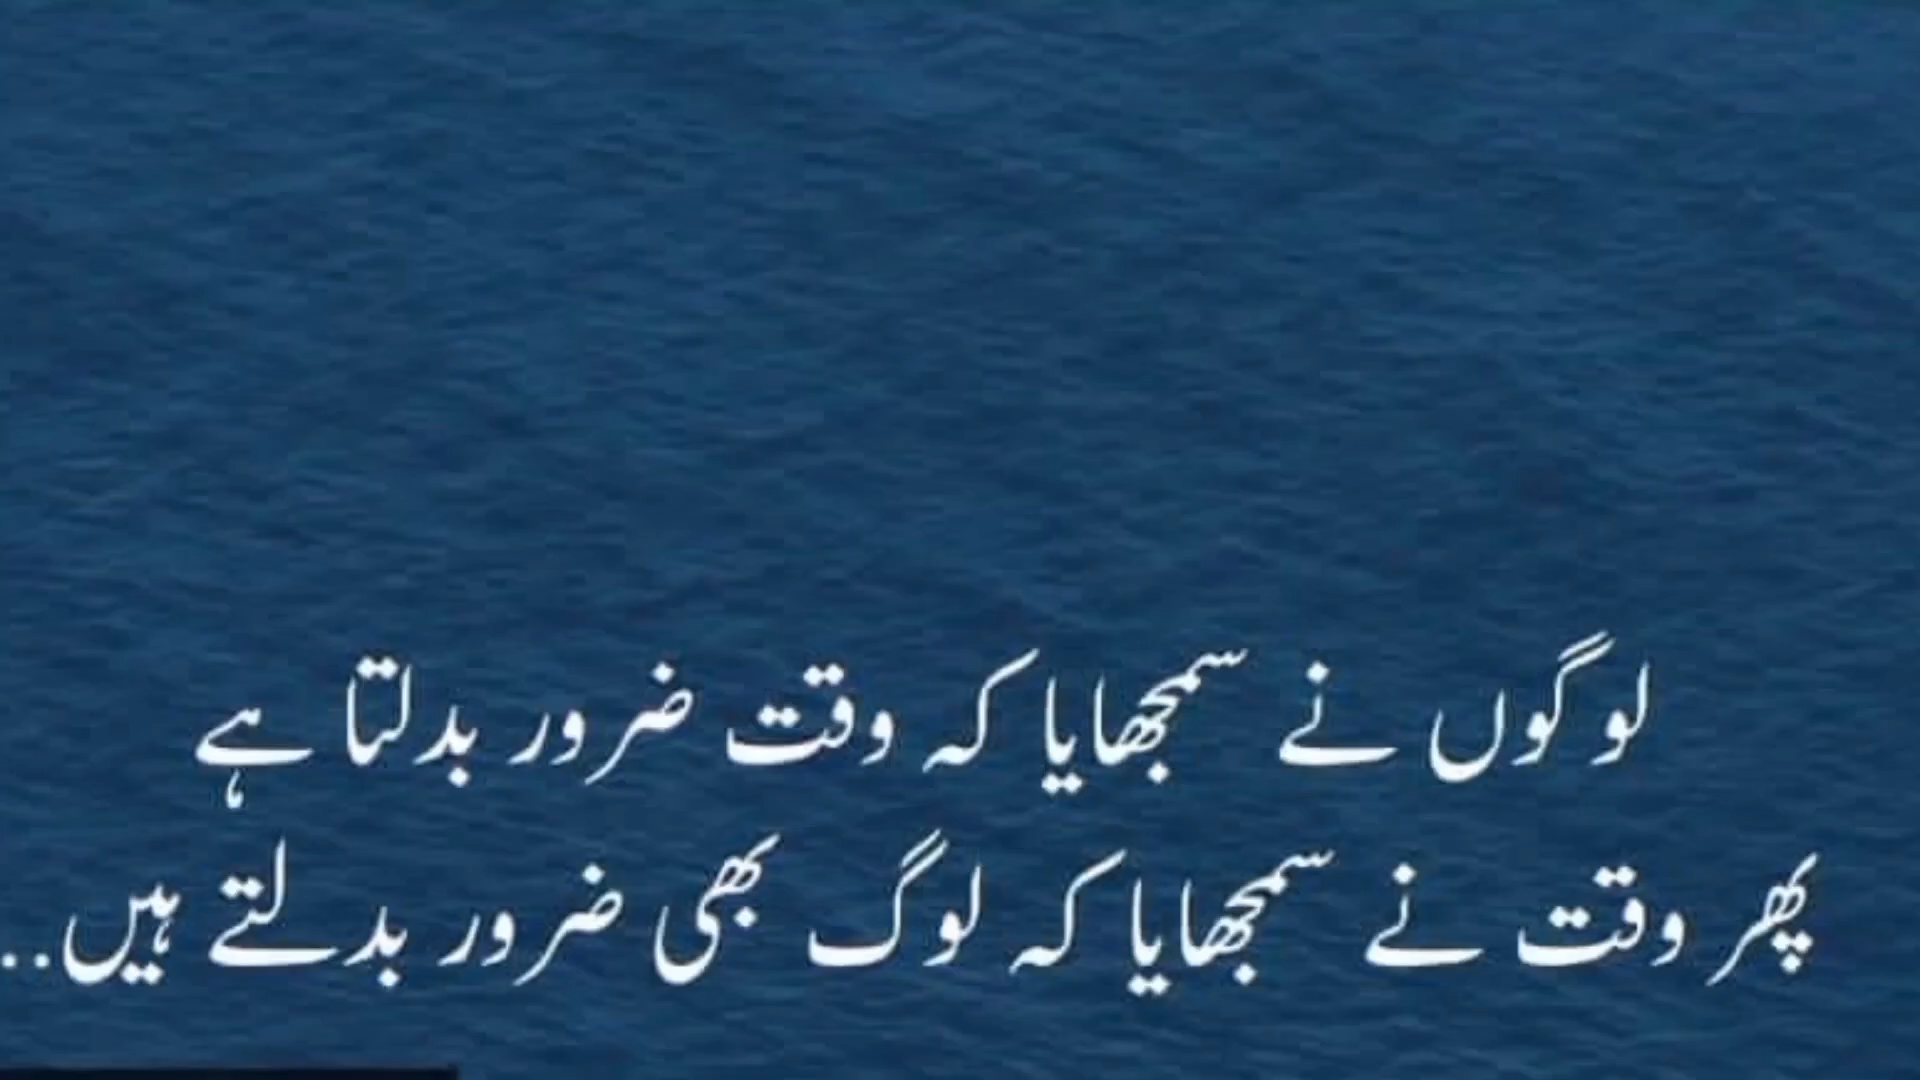 لوگوں نے سمجھایا کہ وقت ضرور بدلتا ہے
پھر وقت نے سمجھایا کہ لوگ بھی ضرور بدلتے ہیں..